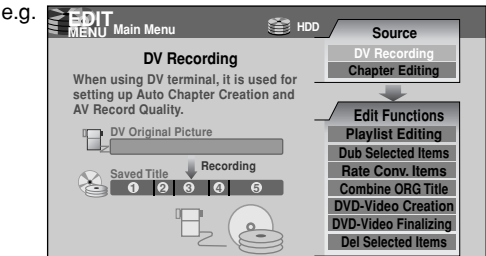 e.g.
EDIT
MENU Main Menu
HDD
DV Recording
When using DV terminal, it is used for
setting up Auto Chapter Creation and
AV Record Quality.
DV Original Picture
Saved Title
Recording
1 2 3 4 5
Source
DV Recording
Chapter Editing
Edit Functions
Playlist Editing
Dub Selected Items
Rate Conv. Items
Combine ORG Title
DVD-Video Creation
DVD-Video Finalizing
Del Selected Items